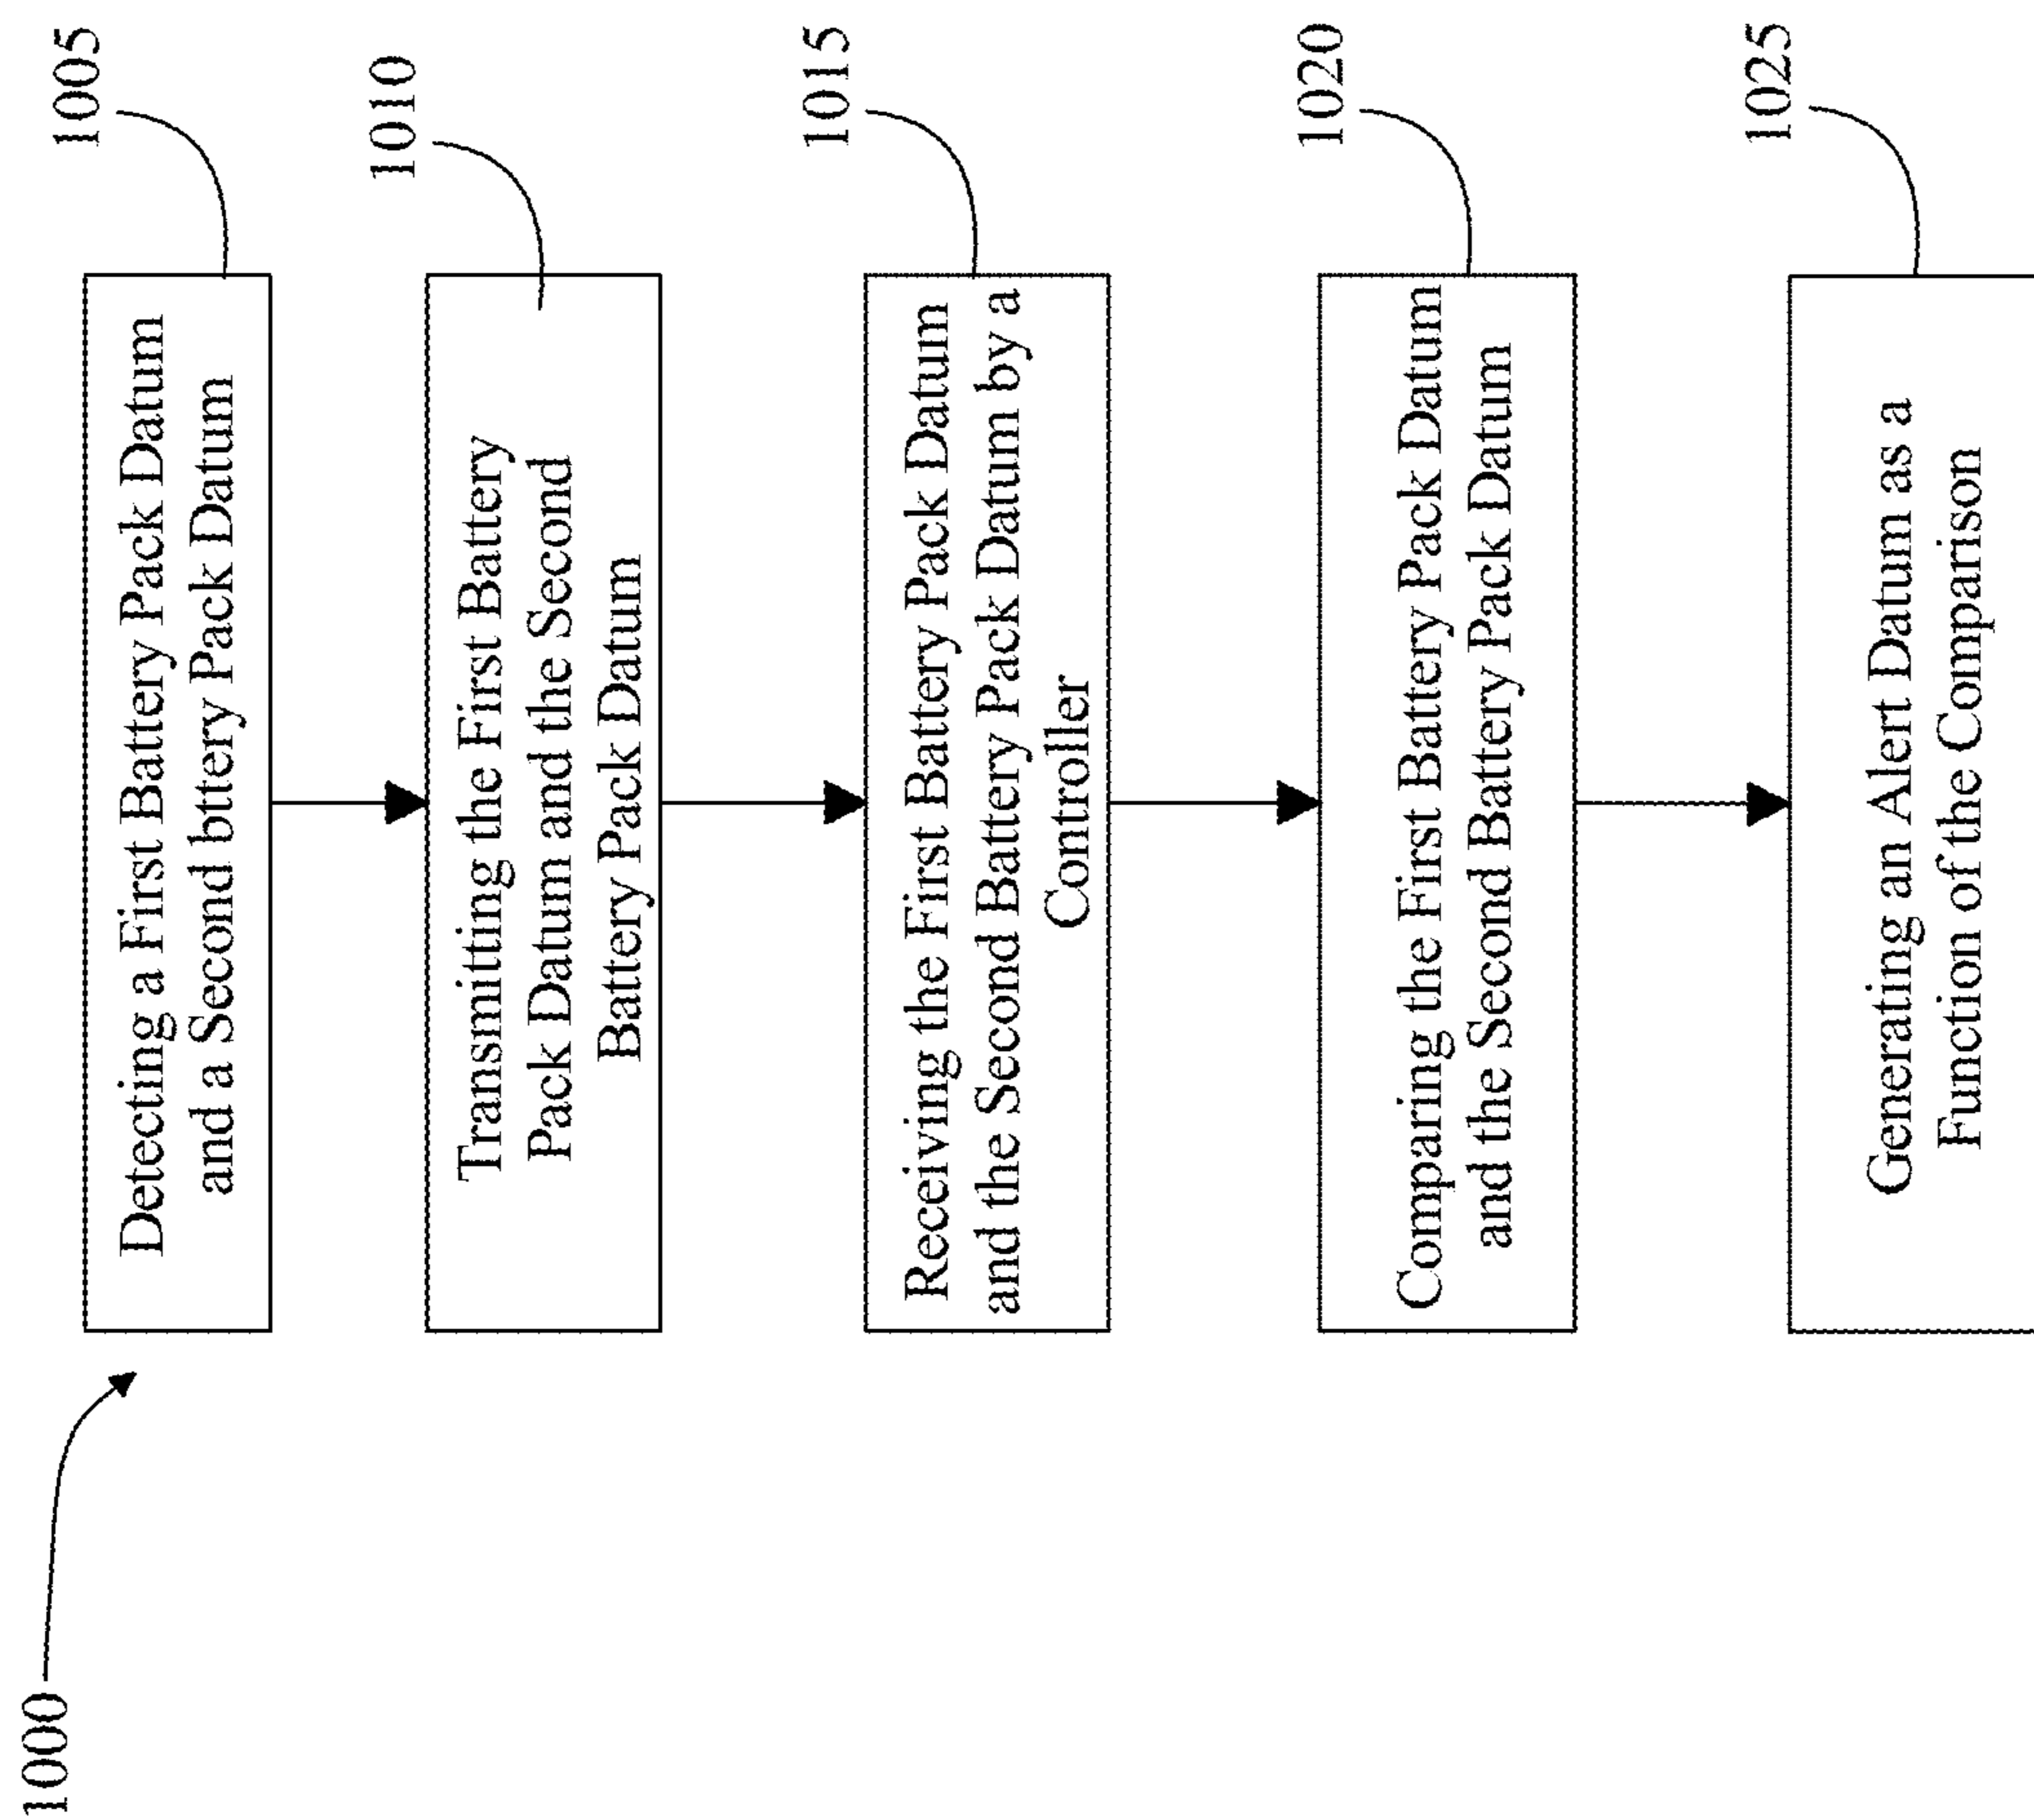 1000
1005
Detecting a First Battery Pack Datum
and a Second bttery Pack Datum
1010
Transmitting the First Battery
Pack Datum and the Second
Battery Pack Datum
1015
Receiving the First Battery Pack Datum
and the Second Battery Pack Datum by a
Controller
1020
Comparing the First Battery Pack Datum
and the Second Battery Pack Datum
1025
Generating an Alert Datum as a
Function of the Comparison